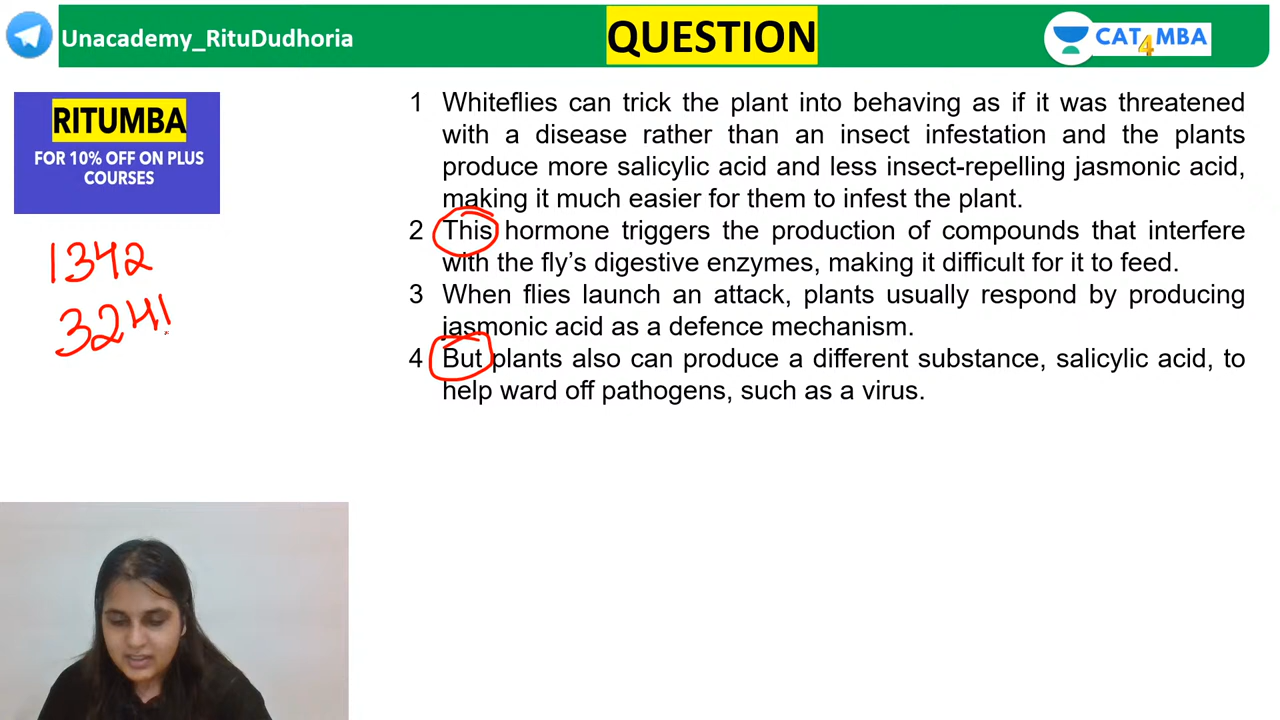 Unacademy_RituDudhoria
QUESTION
CAT4MBA
RITUMBA
FOR 10% OFF ON PLUS
COURSES
1342
3241
1 Whiteflies can trick the plant into behaving as if it was threatened
with a disease rather than an insect infestation and the plants
produce more salicylic acid and less insect-repelling jasmonic acid,
making it much easier for them to infest the plant.
2 This hormone triggers the production of compounds that interfere
with the fly's digestive enzymes, making it difficult for it to feed.
3 When flies launch an attack, plants usually respond by producing
jasmonic acid as a defence mechanism.
4 But plants also can produce a different substance, salicylic acid, to
help ward off pathogens, such as a virus.